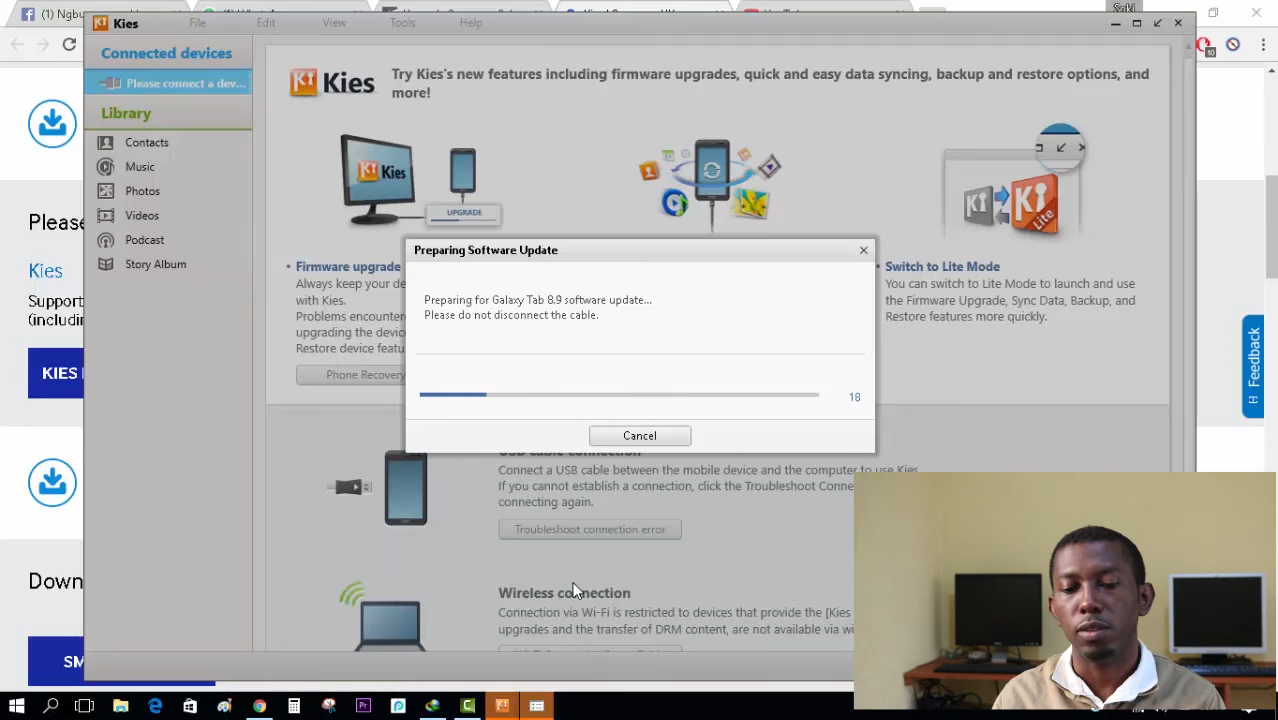 Kies
File
Edit
View
Tools
Help
Soki
10
Connected devices
Please connect a dev...
Library
Contacts
Music
Photos
Videos
Podcast
Story Album
Kies
Try Kies's new features including firmware upgrades, quick and easy data syncing, backup and restore options, and
more!
Kies
UPGRADE
Lite
Firmware upgrade
Always keep your de
with Kies.
Problems encounter
upgrading the devic
Restore device featu
Phone Recovery
Switch to Lite Mode
You can switch to Lite Mode to launch and use
the Firmware Upgrade, Sync Data, Backup, and
Restore features more quickly.
Preparing Software Update
Preparing for Galaxy Tab 8.9 software update...
Please do not disconnect the cable.
18
Cancel
USB cable connection
Connect a USB cable between the mobile device and the computer to use Kies.
If you cannot establish a connection, click the Troubleshoot Conne
connecting again.
Troubleshoot connection error
Wireless connection
Connection via Wi-Fi is restricted to devices that provide the [Kies
upgrades and the transfer of DRM content, are not available via w
Please
Kies
Support
(includin
KIES
Down
SM
Feedback
Pr